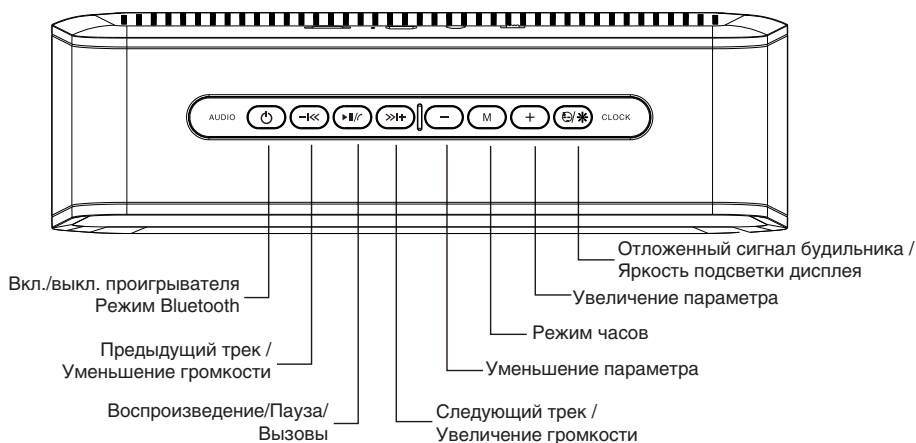 AUDIO M CLOCK
Отложенный сигнал будильника /
Яркость подсветки дисплея
Вкл./выкл. проигрывателя
Режим Bluetooth
Увеличение параметра
Режим часов
Предыдущий трек /
Уменьшение громкости
Уменьшение параметра
Воспроизведение/Пауза/
Вызовы
Следующий трек /
Увеличение громкости